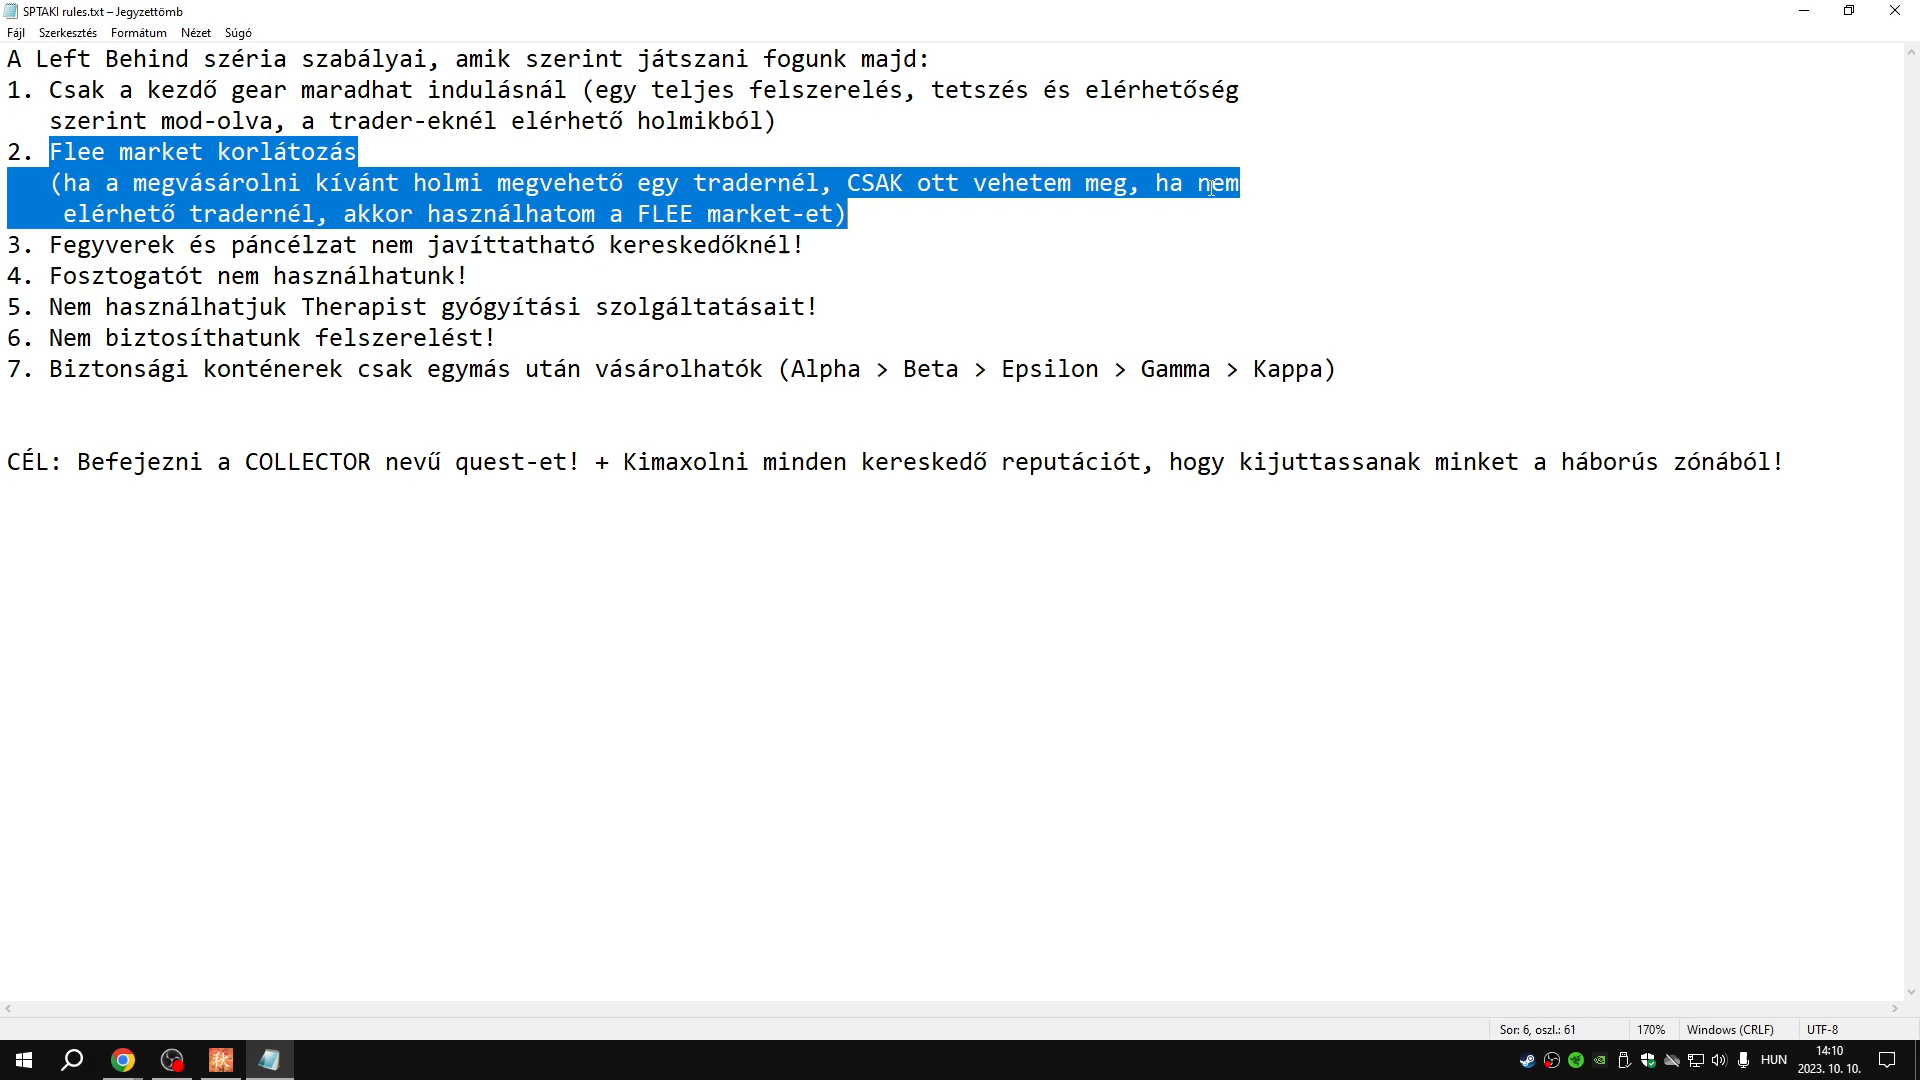 SPTAKI rules.txt – Jegyzettömb
Fájl Szerkesztés Formátum Nézet Súgó
A Left Behind széria szabályai, amik szerint játszani fogunk majd:
1. Csak a kezdő gear maradhat indulásnál (egy teljes felszerelés, tetszés és elérhetőség
szerint mod-olva, a trader-eknél elérhető holmikból)
2. Flee market korlátozás
(ha a megvásárolni kívánt holmi megvehető egy tradernél, CSAK ott vehetem meg, ha nem
elérhető tradernél, akkor használhatom a FLEE market-et)
3. Fegyverek és páncélzat nem javíttatható kereskedőknél!
4. Fosztogatót nem használhatunk!
5. Nem használhatjuk Therapist gyógyítási szolgáltatásait!
6. Nem biztosíthatunk felszerelést!
7. Biztonsági konténerek csak egymás után vásárolhatók (Alpha > Beta > Epsilon > Gamma > Kappa)
CÉL: Befejezni a COLLECTOR nevű quest-et! + Kimaxolni minden kereskedő reputációt, hogy kijuttassanak minket a háborús zónából!
Sor: 6, oszl.: 61 170% Windows (CRLF) UTF-8
秋 HUN 14:10
2023. 10. 10.